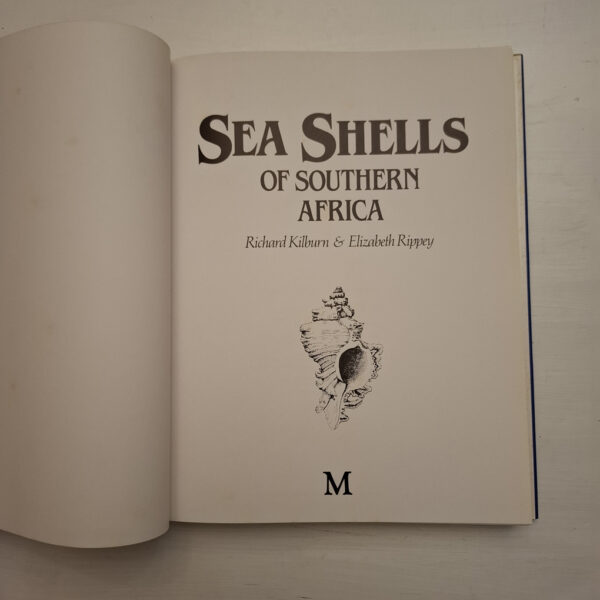 SEA SHELLS
OF SOUTHERN
AFRICA
Richard Kilburn & Elizabeth Rippey
M